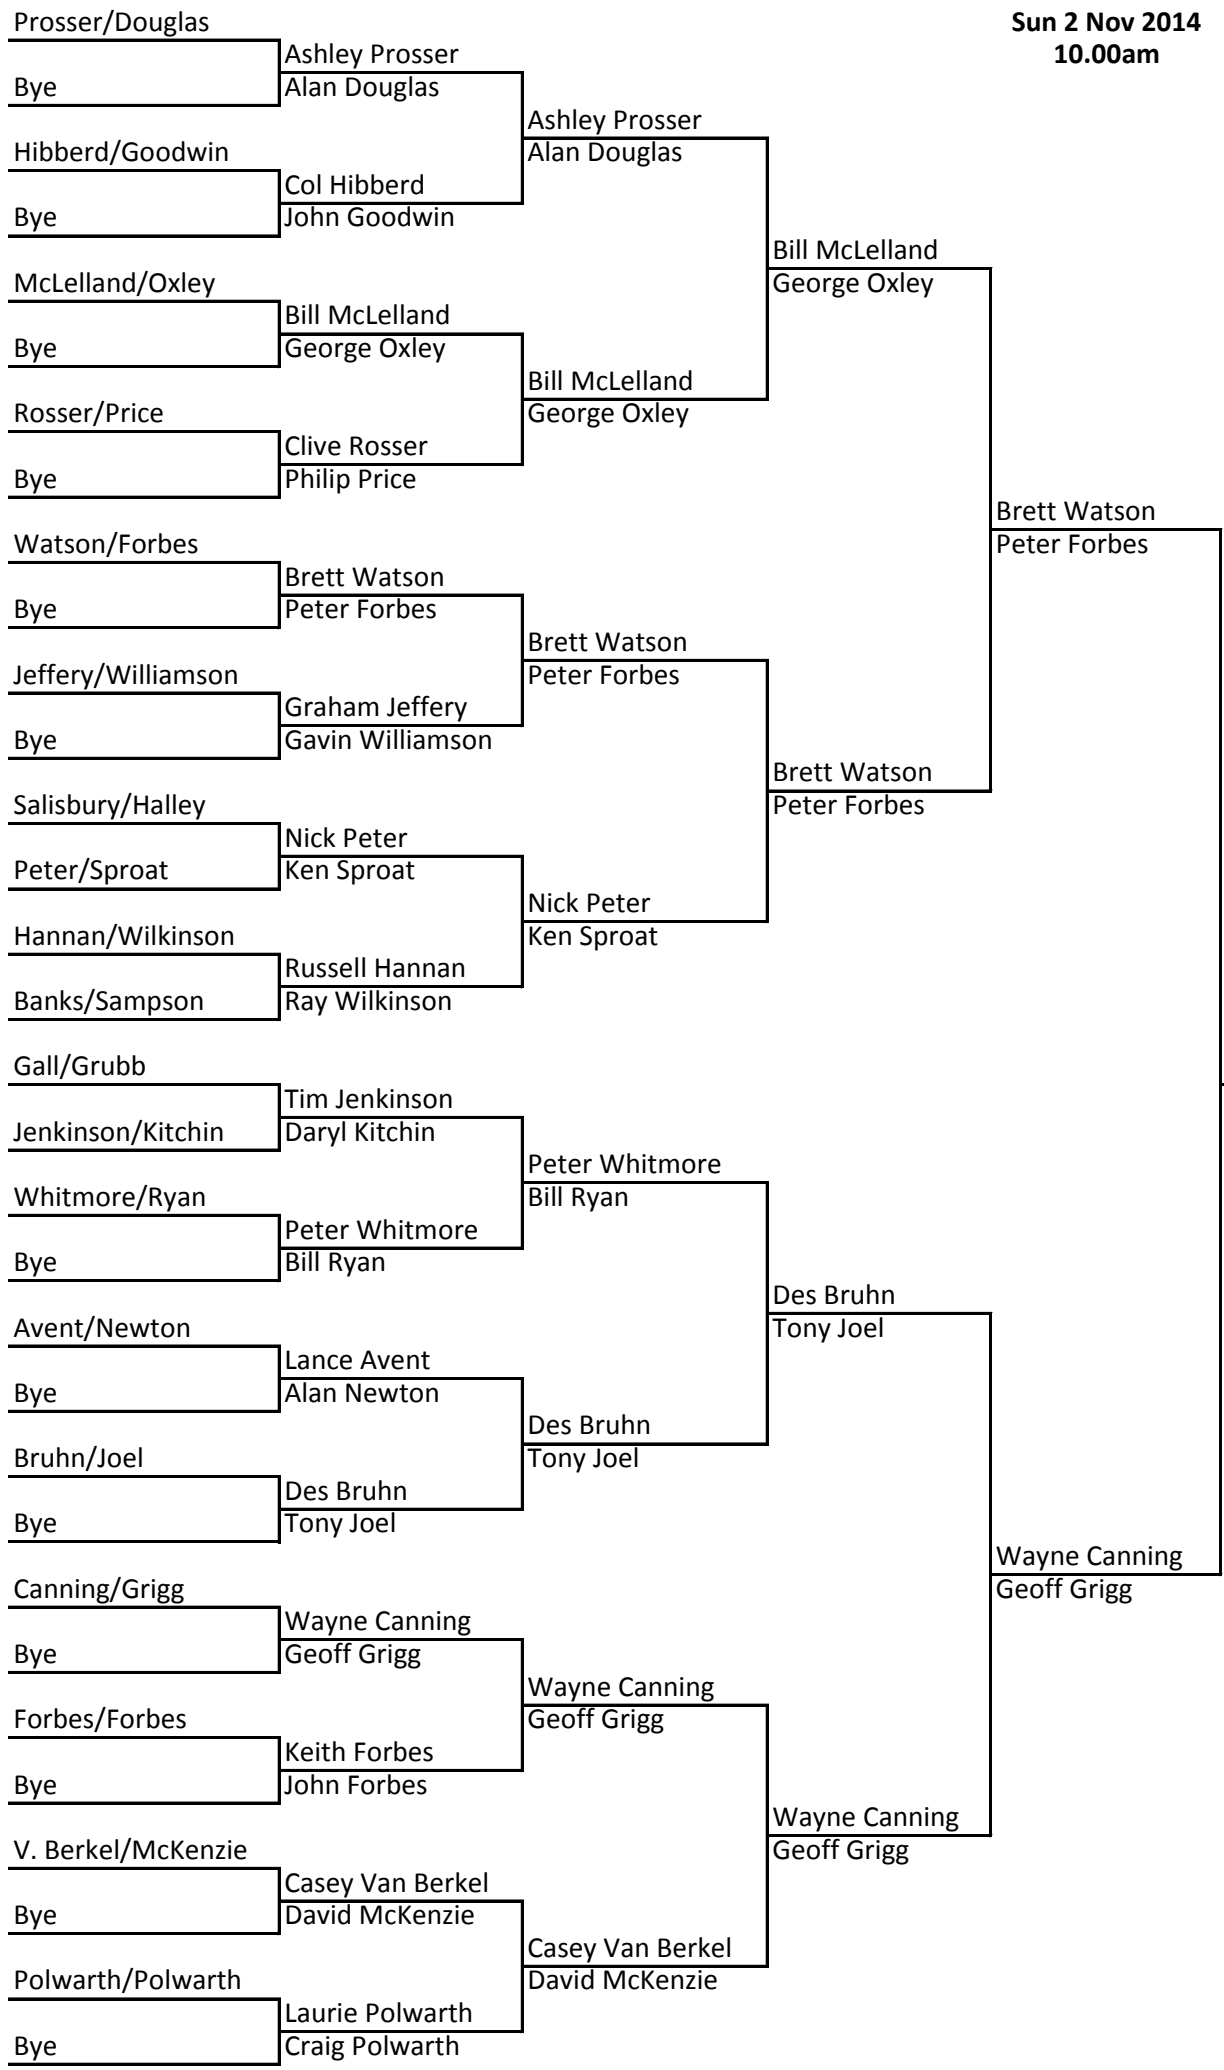 Prosser/Douglas
Bye
Hibberd/Goodwin
Bye
McLelland/Oxley
Bye
Rosser/Price
Bye
Watson/Forbes
Bye
Jeffery/Williamson
Bye
Salisbury/Halley
Peter/Sproat
Hannan/Wilkinson
Banks/Sampson
Gall/Grubb
Jenkinson/Kitchin
Whitmore/Ryan
Bye
Avent/Newton
Bye
Bruhn/Joel
Bye
Canning/Grigg
Bye
Forbes/Forbes
Bye
V. Berkel/McKenzie
Bye
Polwarth/Polwarth
Bye
Ashley Prosser
Alan Douglas
Col Hibberd
John Goodwin
Bill McLelland
George Oxley
Clive Rosser
Philip Price
Brett Watson
Peter Forbes
Graham Jeffery
Gavin Williamson
Nick Peter
Ken Sproat
Russell Hannan
Ray Wilkinson
Tim Jenkinson
Daryl Kitchin
Peter Whitmore
Bill Ryan
Lance Avent
Alan Newton
Des Bruhn
Tony Joel
Wayne Canning
Geoff Grigg
Keith Forbes
John Forbes
Casey Van Berkel
David McKenzie
Laurie Polwarth
Craig Polwarth
Ashley Prosser
Alan Douglas
Bill McLelland
George Oxley
Brett Watson
Peter Forbes
Nick Peter
Ken Sproat
Peter Whitmore
Bill Ryan
Des Bruhn
Tony Joel
Wayne Canning
Geoff Grigg
Casey Van Berkel
David McKenzie
Bill McLelland
George Oxley
Brett Watson
Peter Forbes
Des Bruhn
Tony Joel
Wayne Canning
Geoff Grigg
Sun 2 Nov 2014
10.00am
Brett Watson
Peter Forbes
Wayne Canning
Geoff Grigg